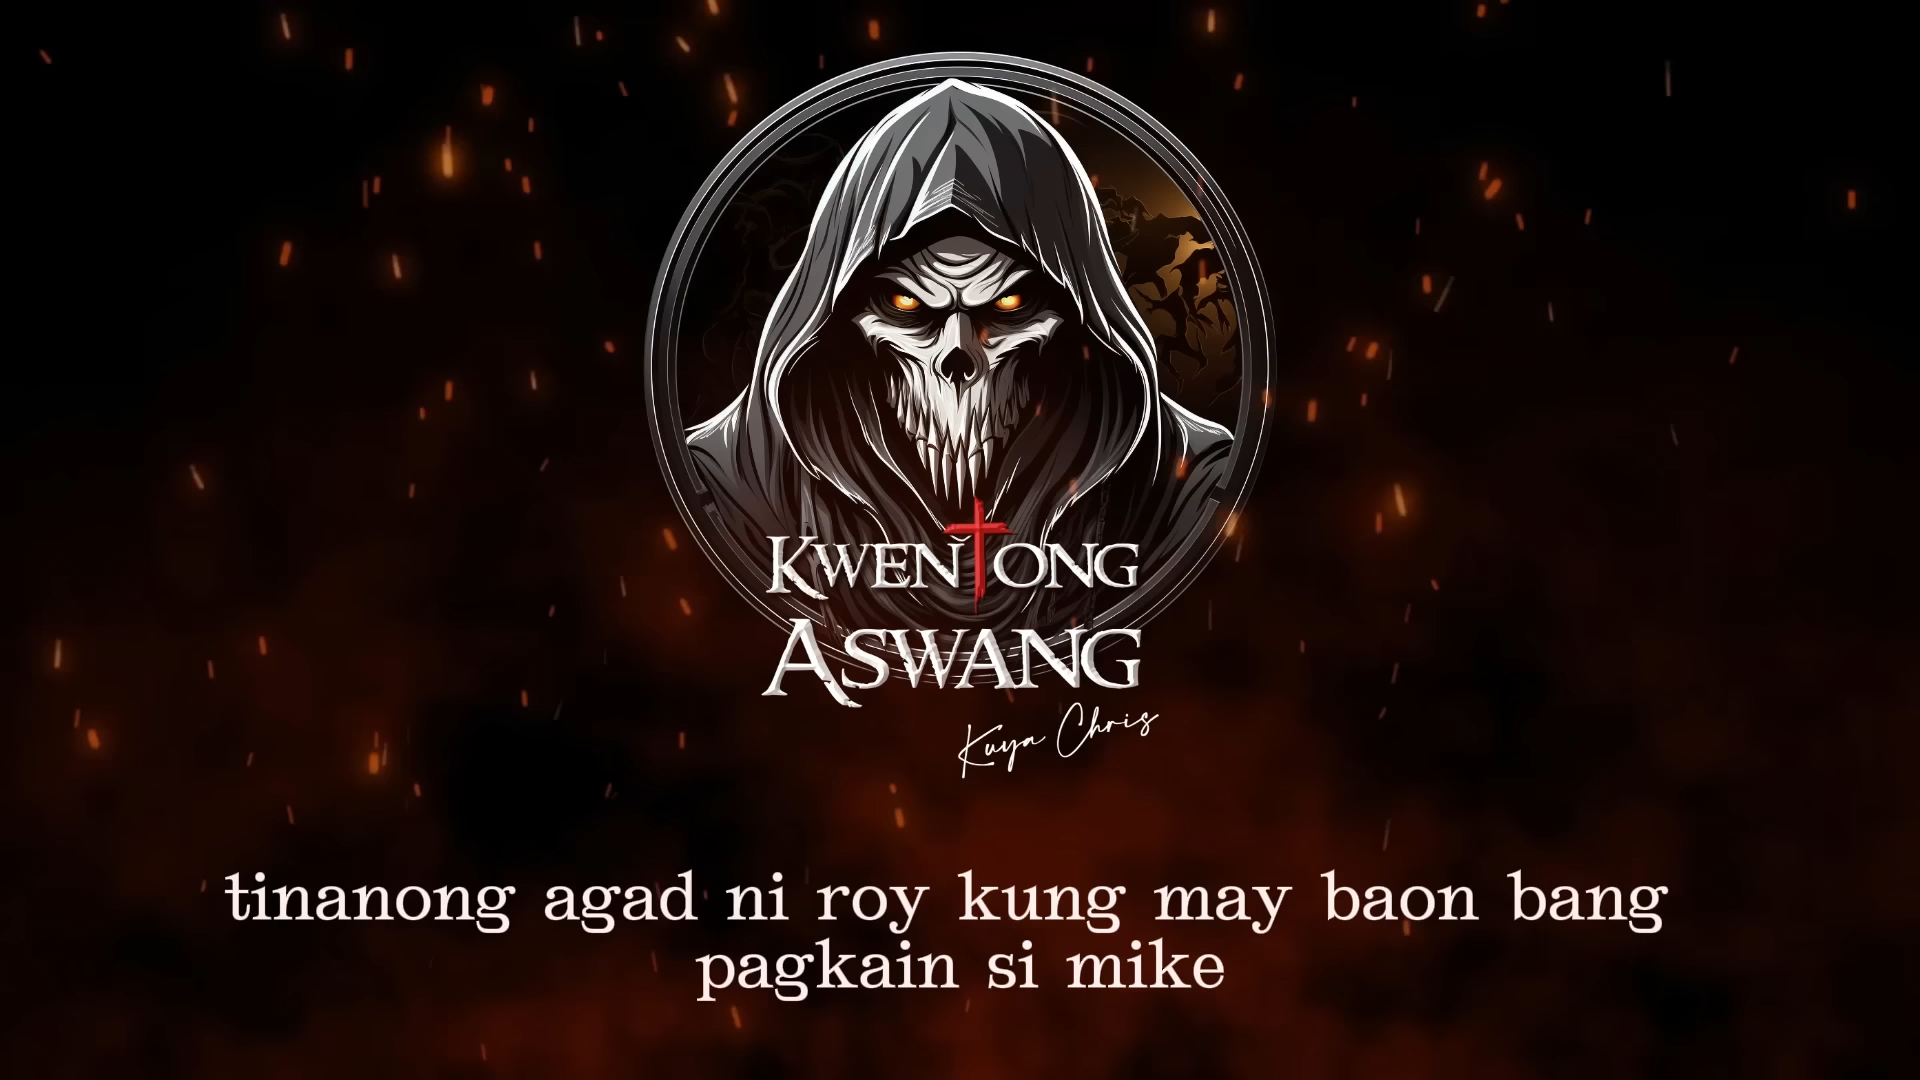 KWENTONG
ASWANG
Kuya Chris
tinanong agad ni roy kung may baon bang
pagkain si mike